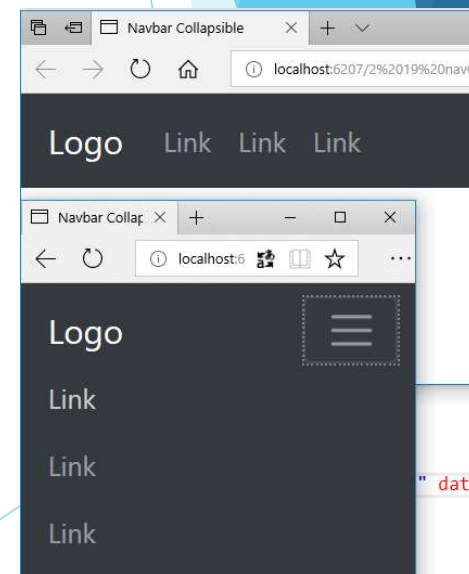 Navbar Collapsible
localhost:6207/2%2019%20nav
Logo Link Link Link
Navbar Collap
localhost:6
Logo
Link
Link
" dat
Link